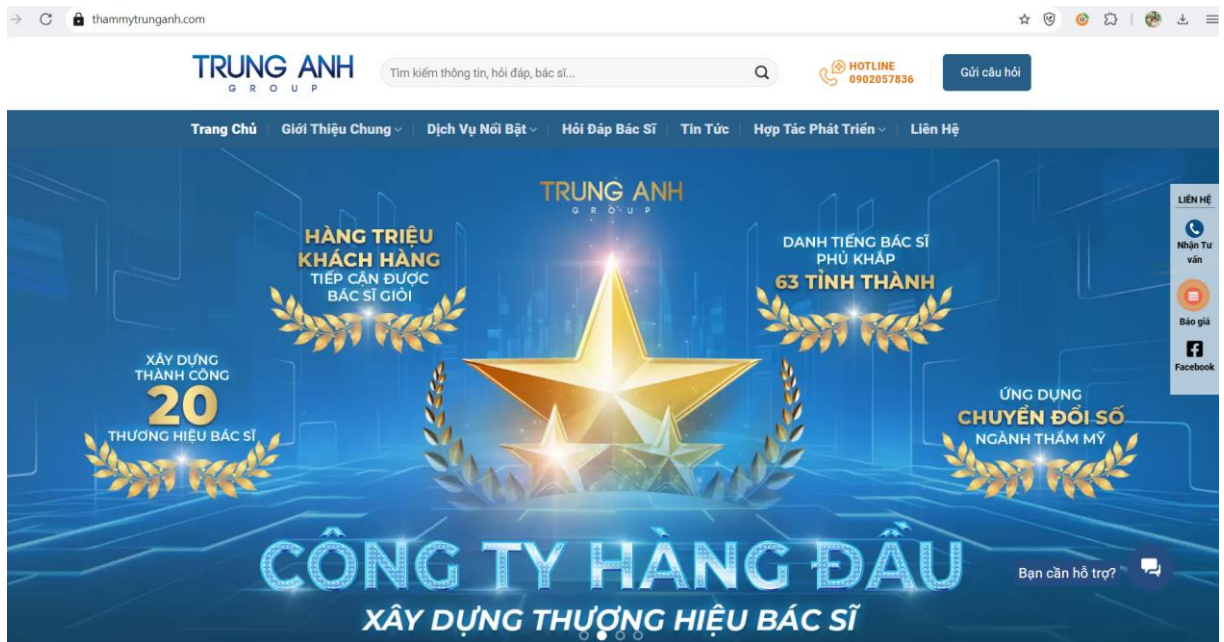 thammytrunganh.com
TRUNG ANH
GROUP
Tìm kiếm thông tin, hỏi đáp, bác sĩ...
HOTLINE
0902057836
Gửi câu hỏi
Trang Chủ
Giới Thiệu Chung
Dịch Vụ Nổi Bật
Hỏi Đáp Bác Sĩ
Tin Tức
Hợp Tác Phát Triển
Liên Hệ
TRUNG ANH
GROUP
HÀNG TRIỆU
KHÁCH HÀNG
TIẾP CẬN ĐƯỢC
BÁC SĨ GIỎI
DANH TIẾNG BÁC SĨ
PHỦ KHẮP
63 TỈNH THÀNH
XÂY DỰNG
THÀNH CÔNG
20
THƯƠNG HIỆU BÁC SĨ
ỨNG DỤNG
CHUYỂN ĐỔI SỐ
NGÀNH THẨM MỸ
LIÊN HỆ
Nhận Tư
vấn
Báo giá
Facebook
CÔNG TY HÀNG ĐẦU
XÂY DỰNG THƯƠNG HIỆU BÁC SĨ
Bạn cần hỗ trợ?